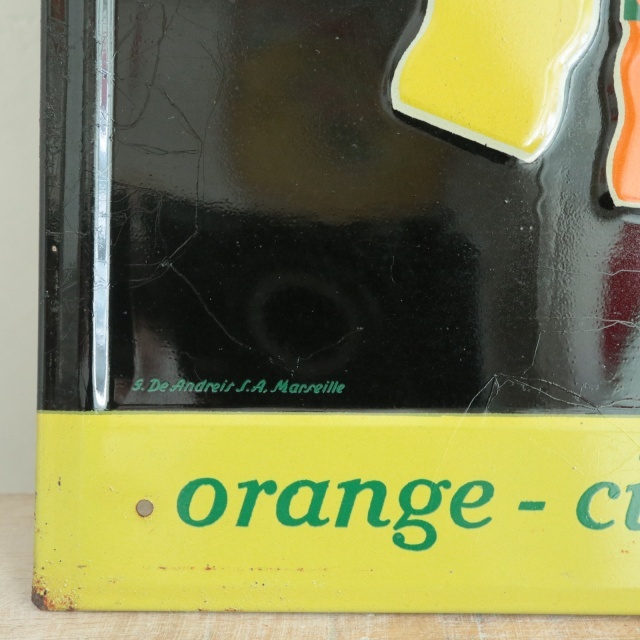 G. De Andreis S.A. Marseille
orange - ci